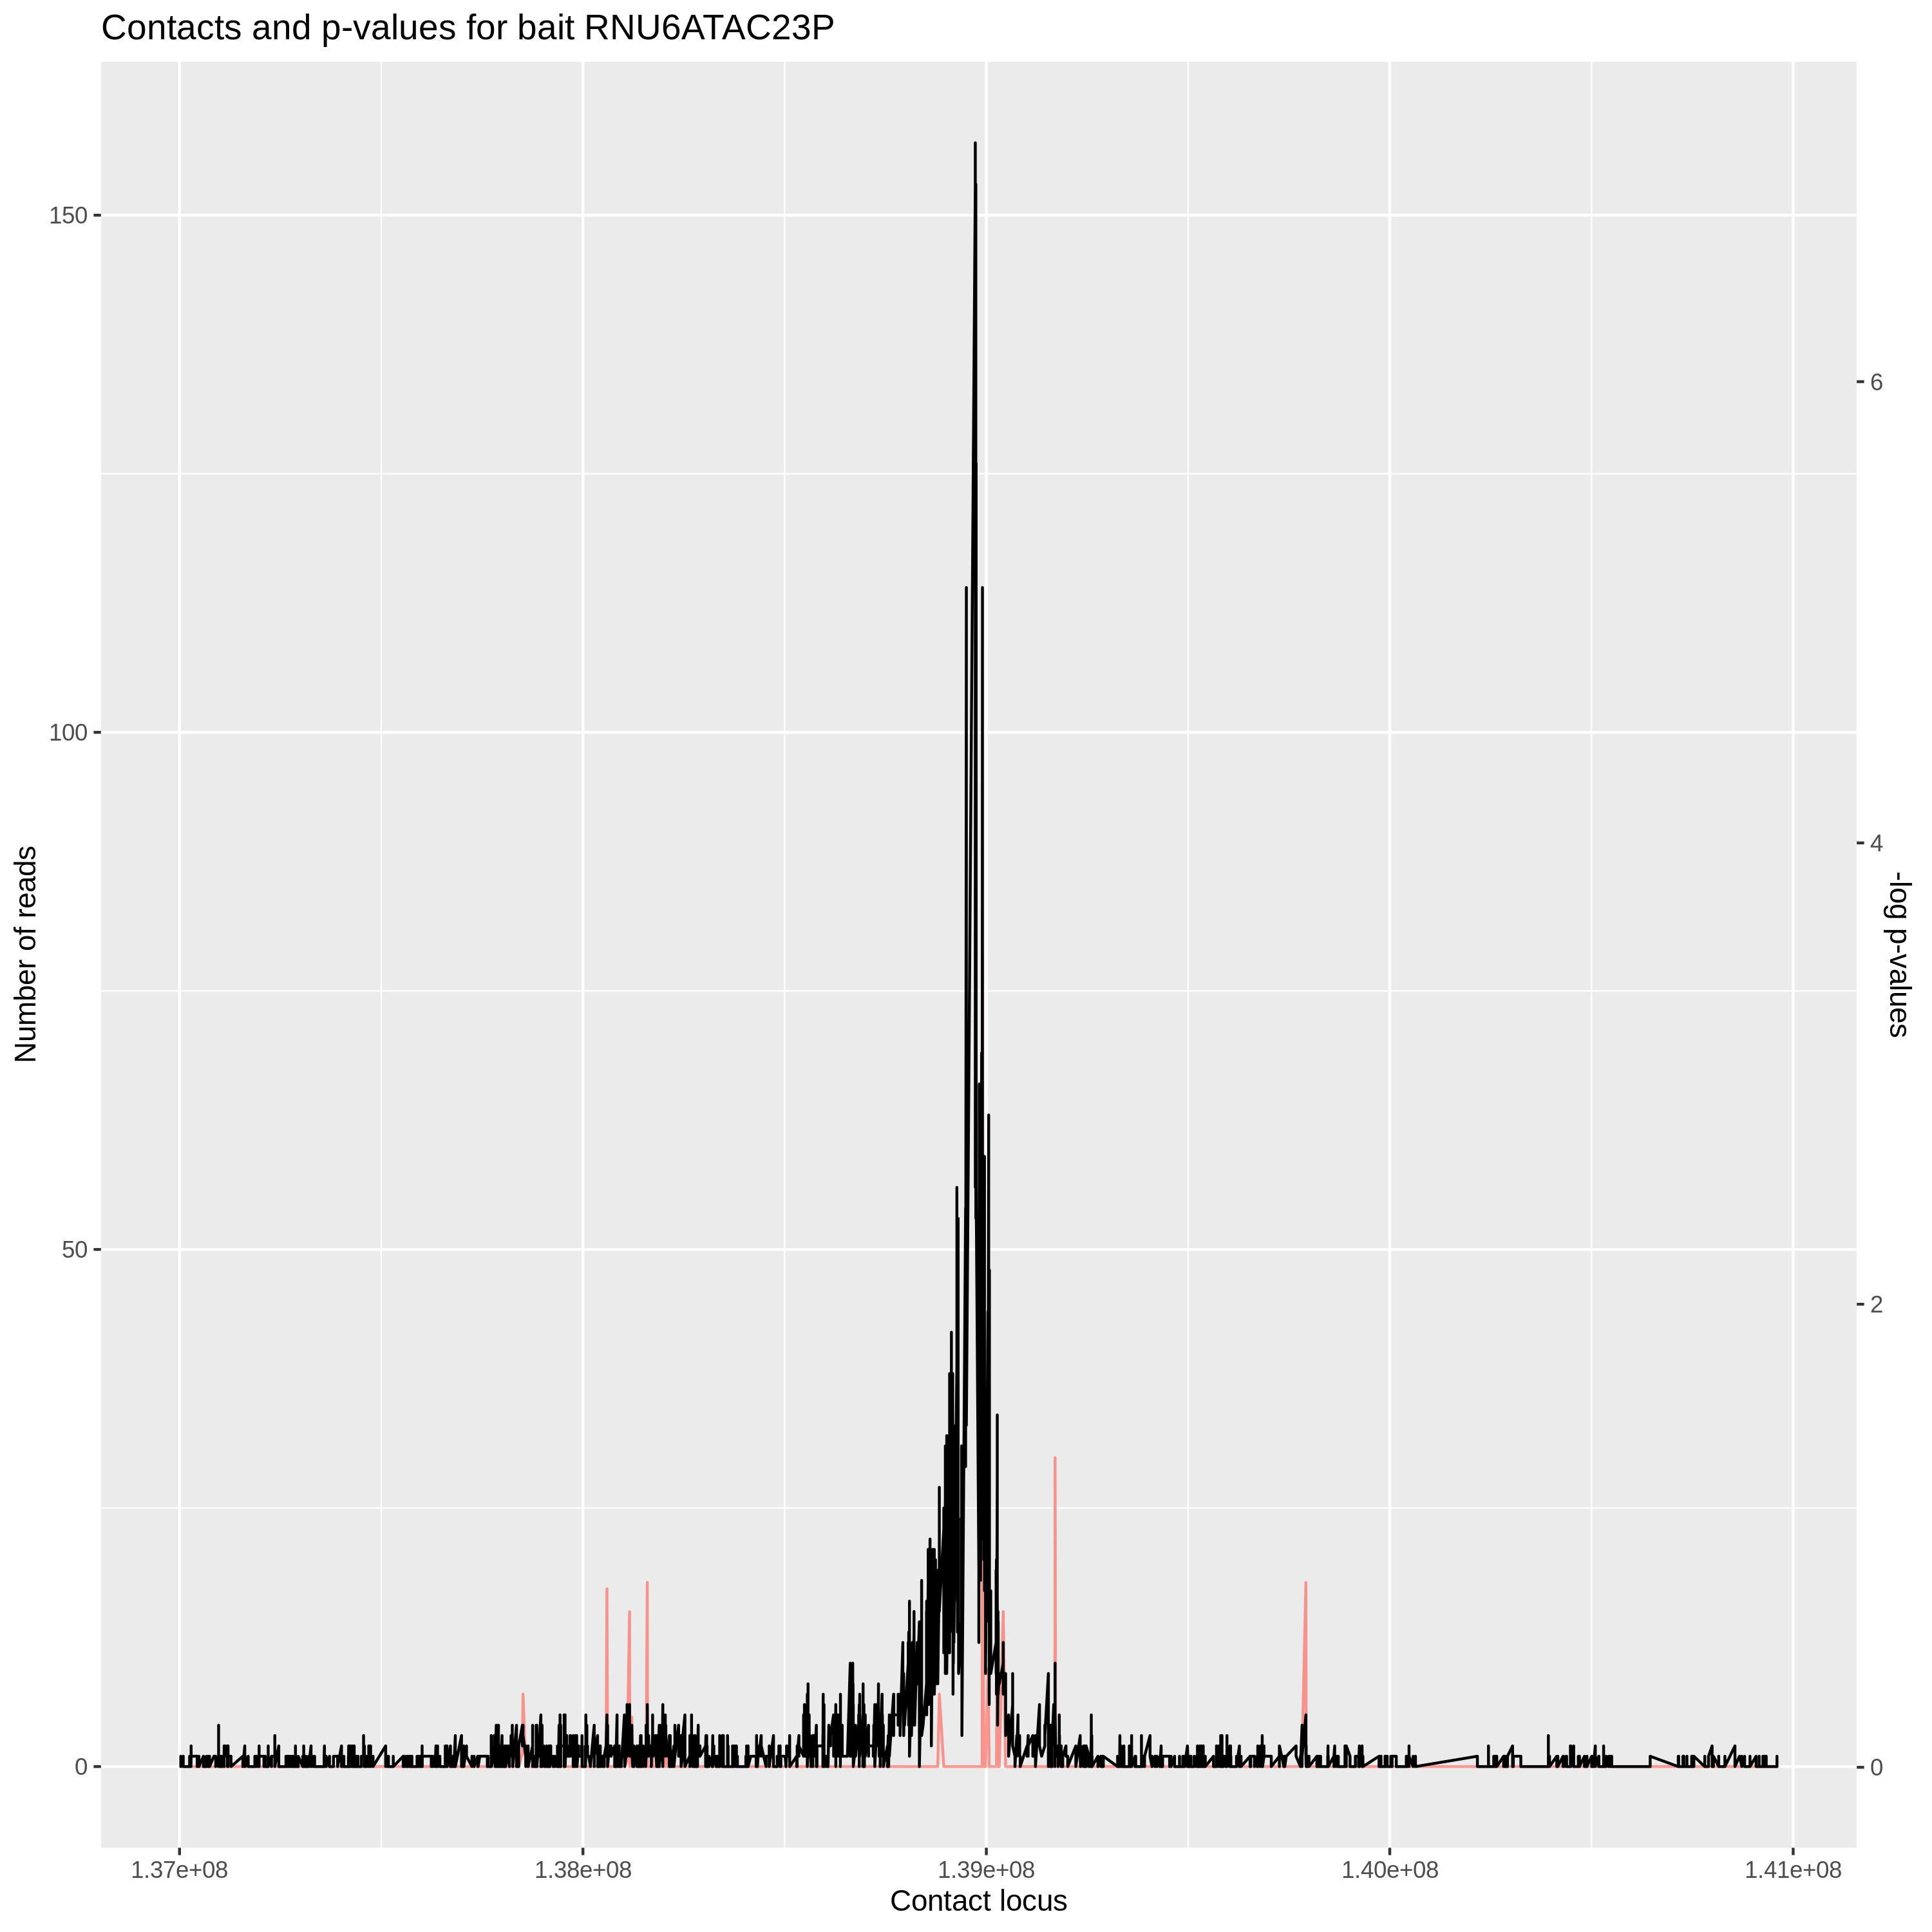 Contacts and p-values for bait RNU6ATAC23P
150
100
50
0
Number of reads
6
4
2
0
-log p-values
1.37e+08
1.38e+08
1.39e+08
1.40e+08
1.41e+08
Contact locus